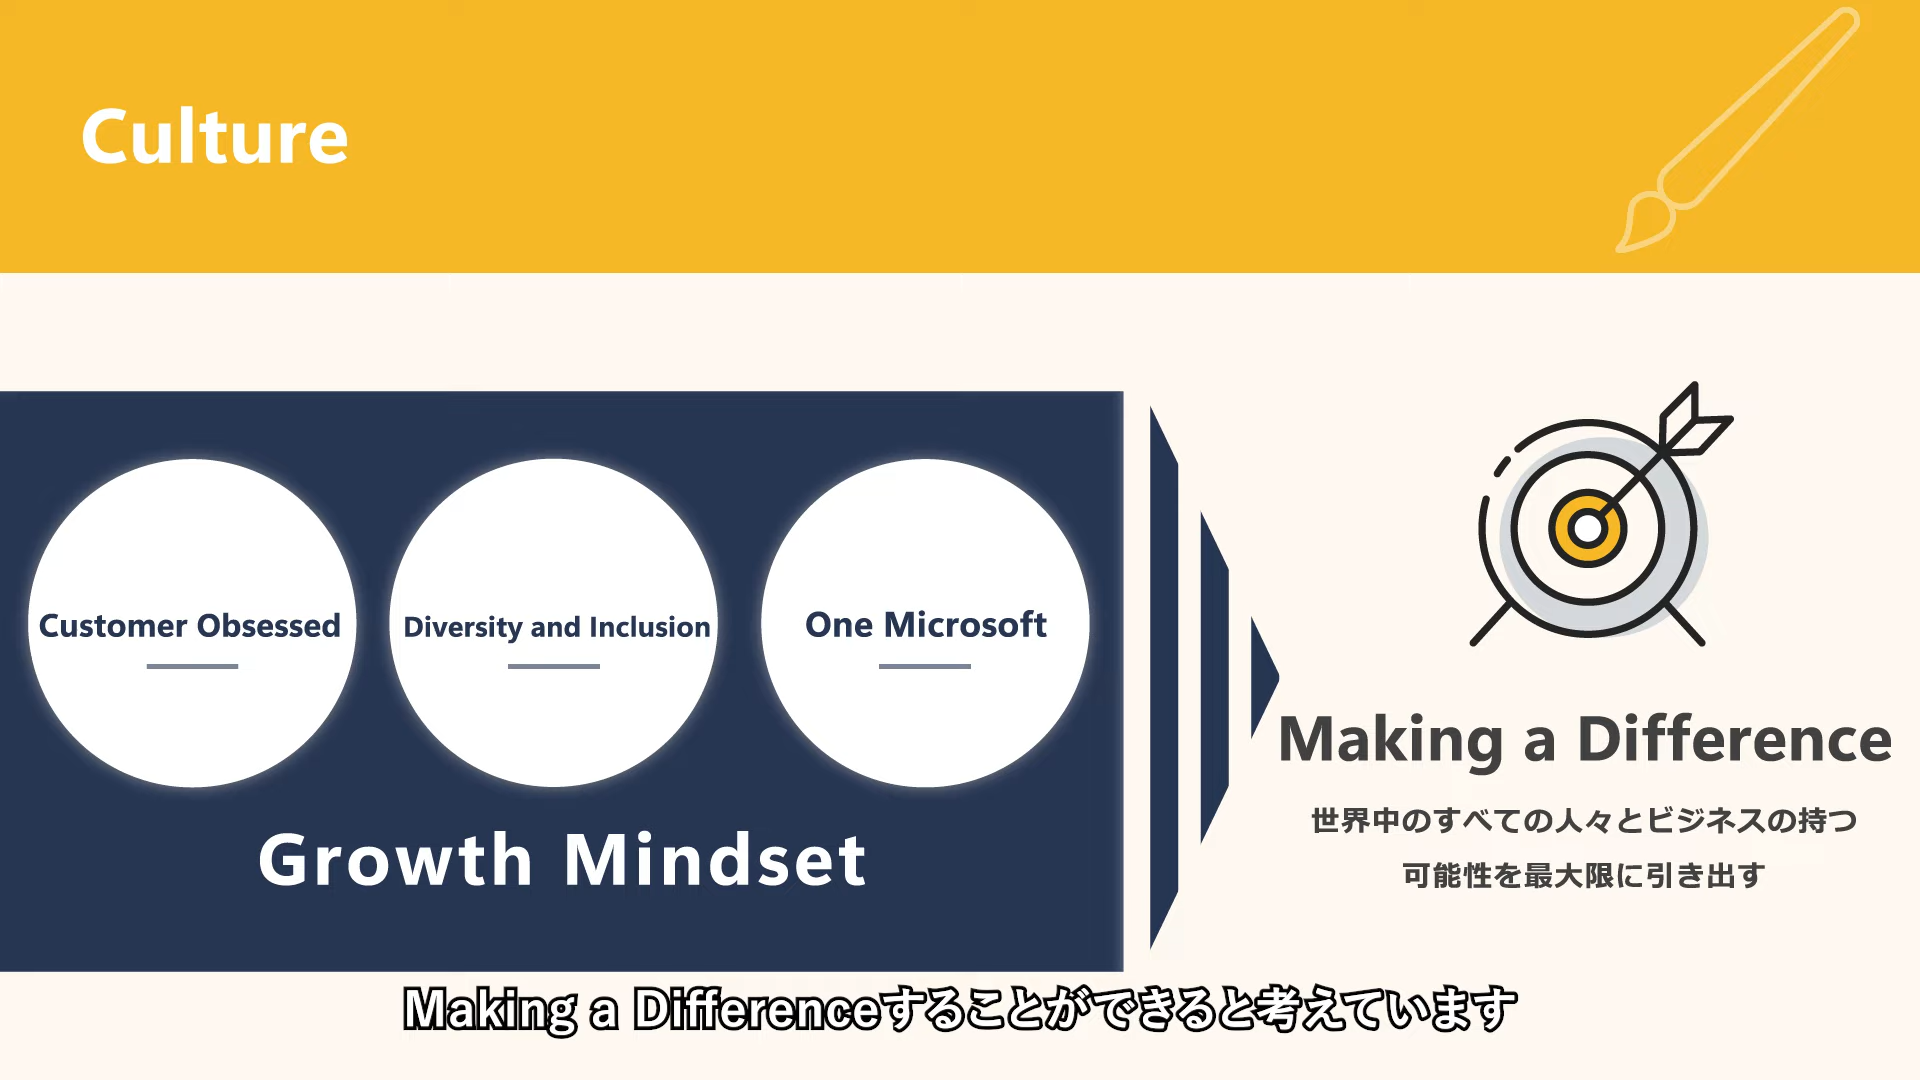 Culture
Customer Obsessed
Diversity and Inclusion
One Microsoft
Growth Mindset
Making a Difference
世界中のすべての人々とビジネスの持つ
可能性を最大限に引き出す
Making a Differenceすることができると考えています